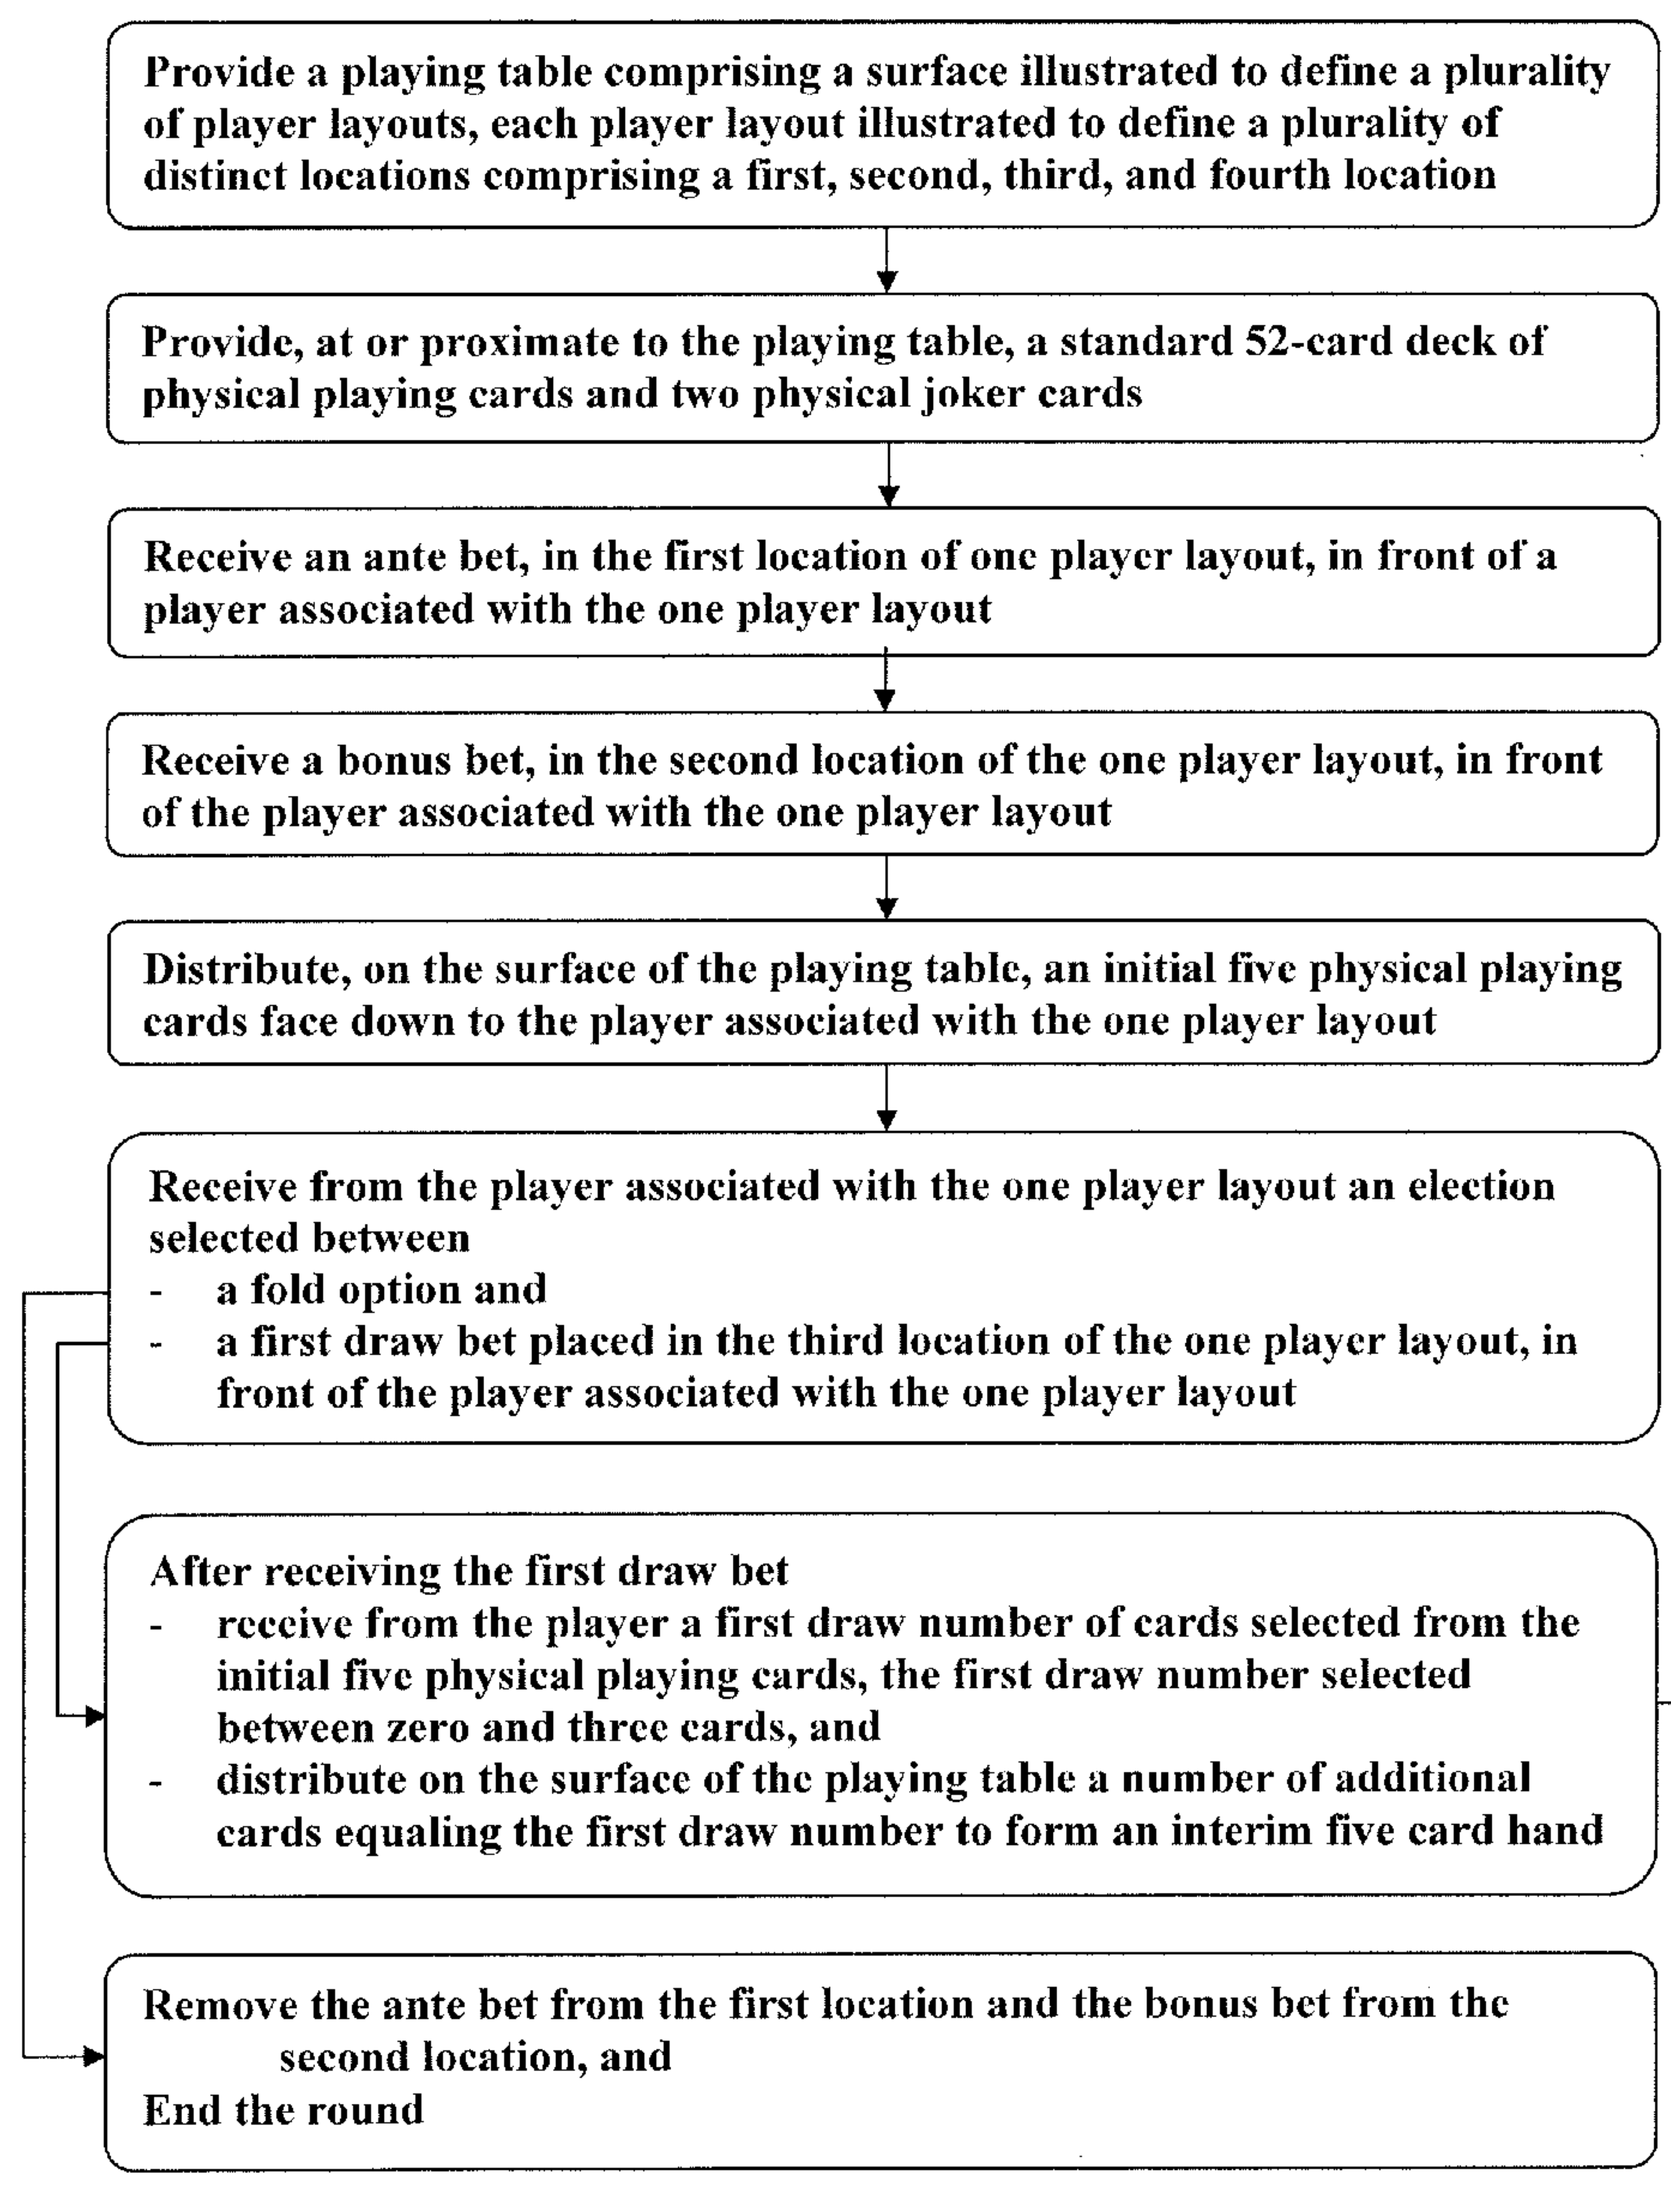 Provide a playing table comprising a surface illustrated to define a plurality
of player layouts, each player layout illustrated to define a plurality of
distinct locations comprising a first, second, third, and fourth location
Provide, at or proximate to the playing table, a standard 52-card deck of
physical playing cards and two physical joker cards
Receive an ante bet, in the first location of one player layout, in front of a
player associated with the one player layout
Receive a bonus bet, in the second location of the one player layout, in front
of the player associated with the one player layout
Distribute, on the surface of the playing table, an initial five physical playing
cards face down to the player associated with the one player layout
Receive from the player associated with the one player layout an election
selected between
- a fold option and
- a first draw bet placed in the third location of the one player layout, in
front of the player associated with the one player layout
After receiving the first draw bet
- receive from the player a first draw number of cards selected from the
initial five physical playing cards, the first draw number selected
between zero and three cards, and
- distribute on the surface of the playing table a number of additional
cards equaling the first draw number to form an interim five card hand
Remove the ante bet from the first location and the bonus bet from the
second location, and
End the round